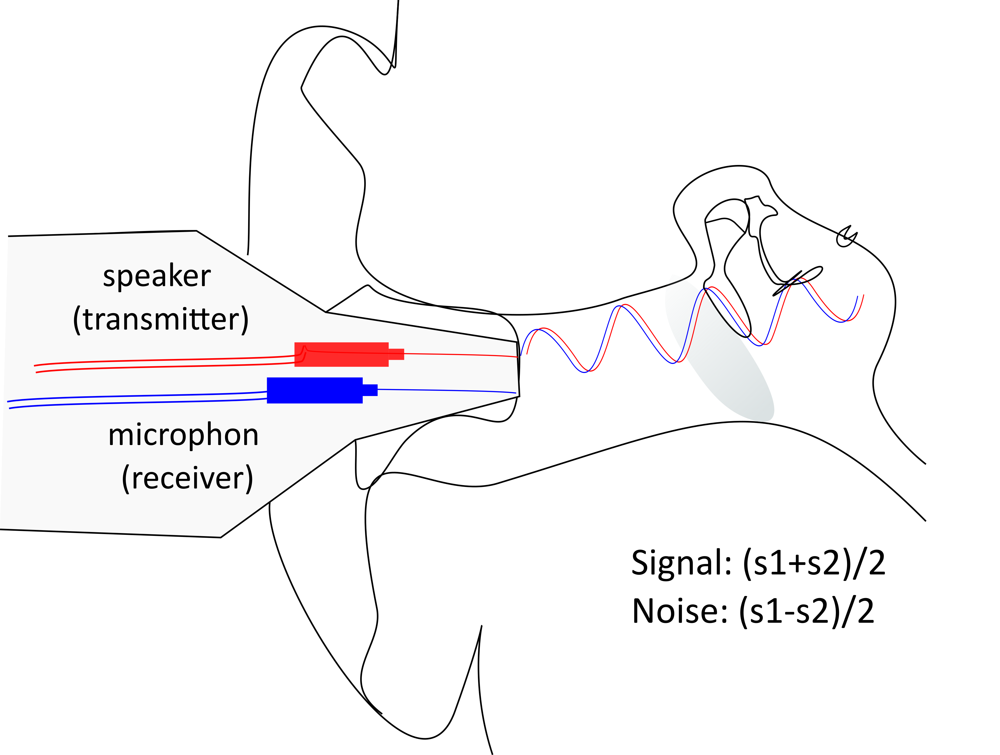 speaker
(transmitter)
microphon
(receiver)
Signal: (s1+s2)/2
Noise: (s1-s2)/2